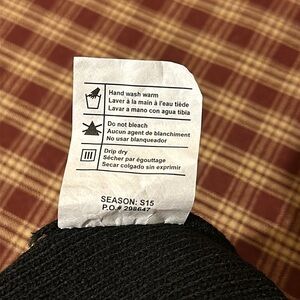 Hand wash warm
Laver à la main à l'eau tiède
Lavar a mano con agua tibia
Do not bleach
Aucun agent de blanchiment
No usar blanqueador
Drip dry
Sécher par égouttage
Secar colgado sin exprimir
SEASON: S15
P.O.# 298647